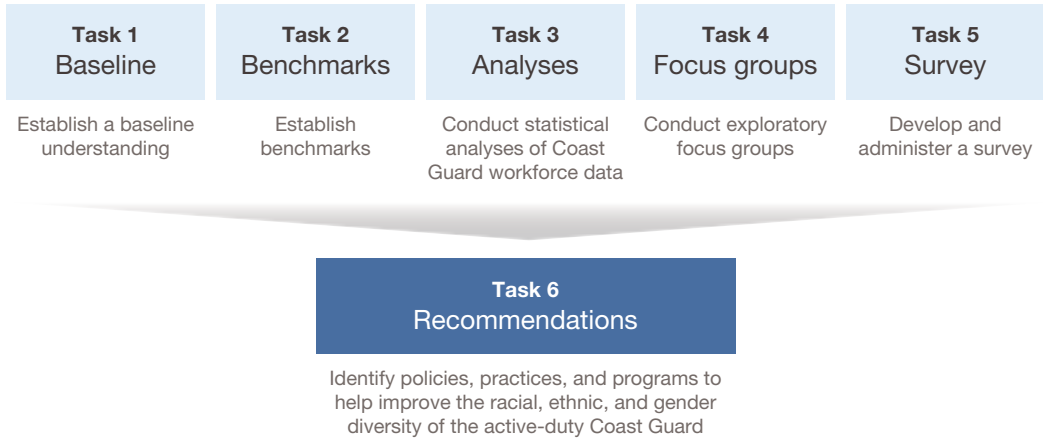 Task 1
Baseline
Establish a baseline
understanding
Task 2
Benchmarks
Establish
benchmarks
Task 3
Analyses
Conduct statistical
analyses of Coast
Guard workforce data
Task 4
Focus groups
Conduct exploratory
focus groups
Task 5
Survey
Develop and
administer a survey
Task 6
Recommendations
Identify policies, practices, and programs to
help improve the racial, ethnic, and gender
diversity of the active-duty Coast Guard